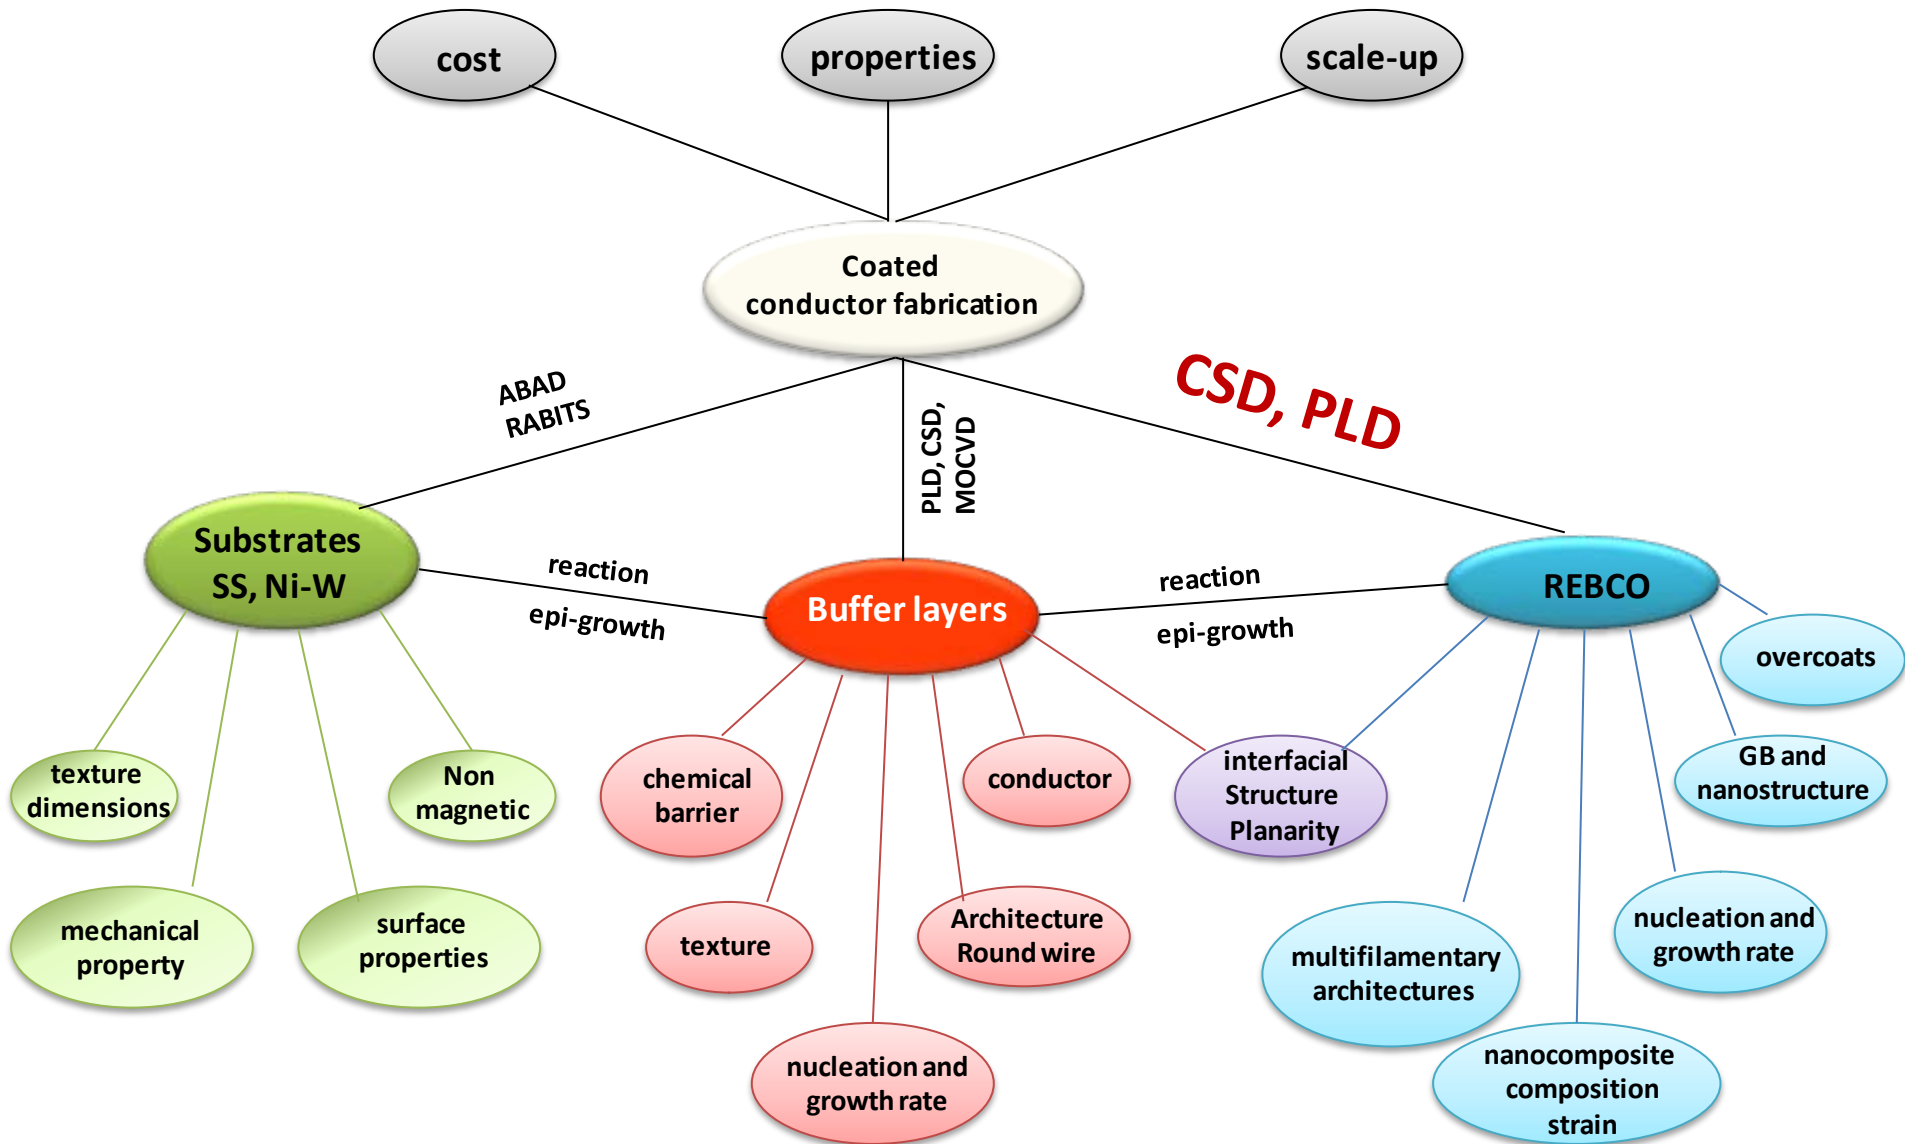 cost
properties
scale-up
Coated
conductor fabrication
ABAD
RABITS
PLD, CSD,
MOCVD
CSD, PLD
Substrates
SS, Ni-W
reaction
epi-growth
Buffer layers
reaction
epi-growth
REBCO
overcoats
texture
dimensions
Non
magnetic
chemical
barrier
conductor
interfacial
Structure
Planarity
GB and
nanostructure
mechanical
property
surface
properties
texture
Architecture
Round wire
multifilamentary
architectures
nucleation and
growth rate
nucleation and
growth rate
nanocomposite
composition
strain